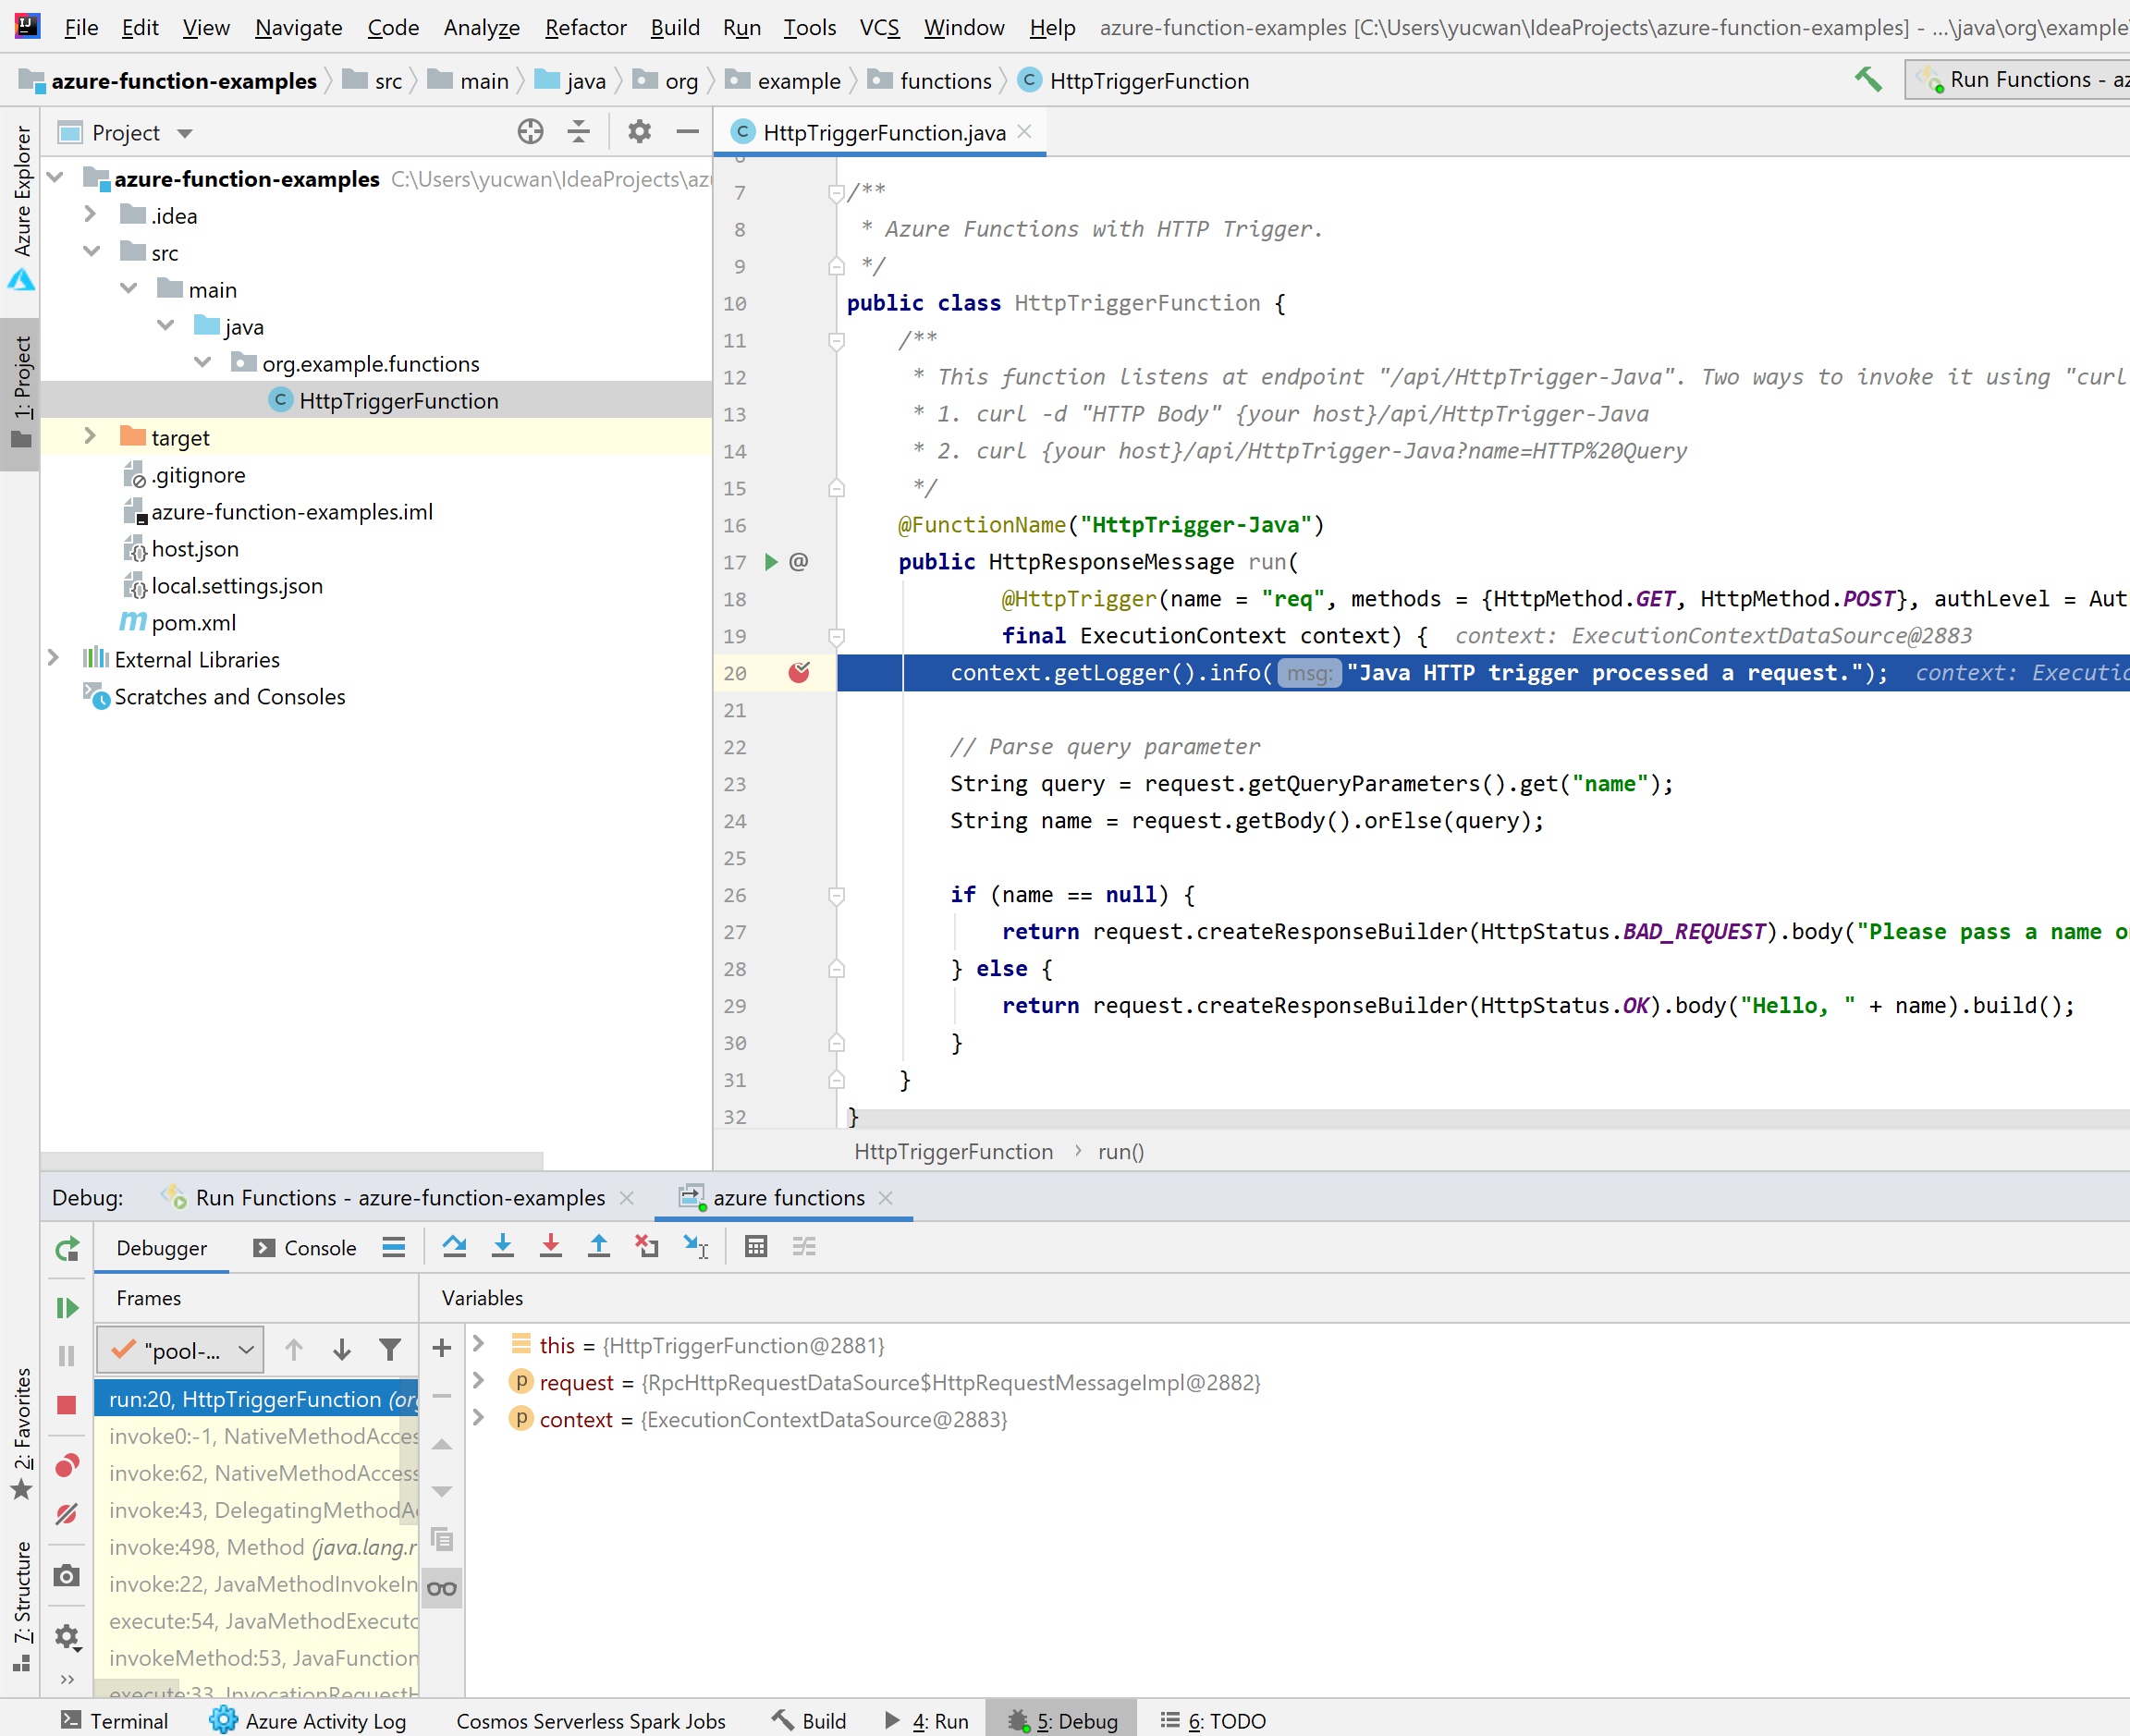 File Edit View Navigate Code Analyze Refactor Build Run Tools VCS Window Help azure-function-examples [C:\Users\yucwan\IdeaProjects\azure-function-examples] - ...\java\org\example
azure-function-examples src main java org example functions HttpTriggerFunction Run Functions - az
Azure Explorer
1: Project
2: Favorites
7: Structure
Project
azure-function-examples C:\Users\yucwan\IdeaProjects\az
.idea
src
main
java
org.example.functions
HttpTriggerFunction
target
.gitignore
azure-function-examples.iml
host.json
local.settings.json
pom.xml
External Libraries
Scratches and Consoles
HttpTriggerFunction.java
7 /**
8 * Azure Functions with HTTP Trigger.
9 */
10 public class HttpTriggerFunction {
11 /**
12 * This function listens at endpoint "/api/HttpTrigger-Java". Two ways to invoke it using "curl
13 * 1. curl -d "HTTP Body" {your host}/api/HttpTrigger-Java
14 * 2. curl {your host}/api/HttpTrigger-Java?name=HTTP%20Query
15 */
16 @FunctionName("HttpTrigger-Java")
17 @ public HttpResponseMessage run(
18 @HttpTrigger(name = "req", methods = {HttpMethod.GET, HttpMethod.POST}, authLevel = Aut
19 final ExecutionContext context) { context: ExecutionContextDataSource@2883
20 context.getLogger().info( msg: "Java HTTP trigger processed a request."); context: Executio
21
22 // Parse query parameter
23 String query = request.getQueryParameters().get("name");
24 String name = request.getBody().orElse(query);
25
26 if (name == null) {
27 return request.createResponseBuilder(HttpStatus.BAD_REQUEST).body("Please pass a name o
28 } else {
29 return request.createResponseBuilder(HttpStatus.OK).body("Hello, " + name).build();
30 }
31 }
32 }
HttpTriggerFunction run()
Debug: Run Functions - azure-function-examples azure functions
Debugger Console
Frames
Variables
"pool-...
run:20, HttpTriggerFunction (org
invoke0:-1, NativeMethodAcces
invoke:62, NativeMethodAccess
invoke:43, DelegatingMethodA
invoke:498, Method (java.lang.r
invoke:22, JavaMethodInvokeIn
execute:54, JavaMethodExecuto
invokeMethod:53, JavaFunction
execute:33, InvocationRequestH
this = {HttpTriggerFunction@2881}
request = {RpcHttpRequestDataSource$HttpRequestMessageImpl@2882}
context = {ExecutionContextDataSource@2883}
Terminal Azure Activity Log Cosmos Serverless Spark Jobs Build 4: Run 5: Debug 6: TODO